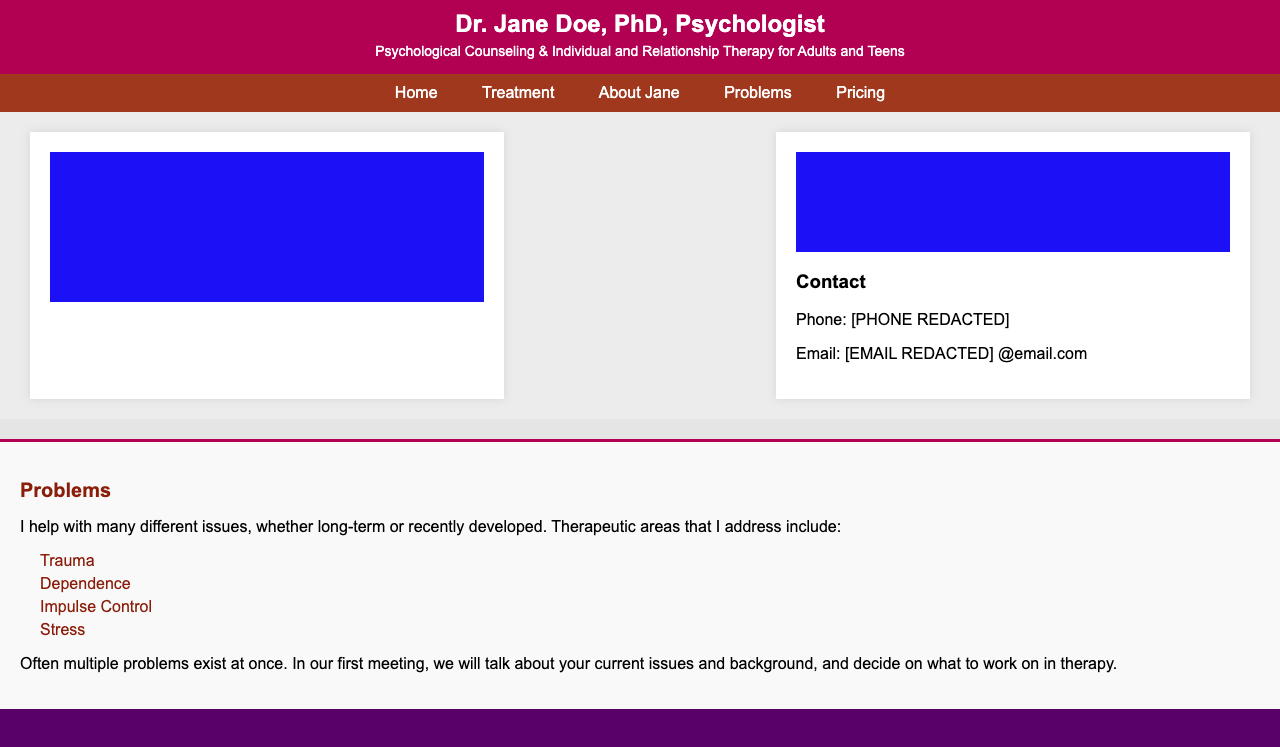 Dr. Jane Doe, PhD, Psychologist
Psychological Counseling & Individual and Relationship Therapy for Adults and Teens
Home Treatment About Jane Problems Pricing
Contact
Phone: [PHONE REDACTED]
Email: [EMAIL REDACTED] @email.com
Problems
I help with many different issues, whether long-term or recently developed. Therapeutic areas that I address include:
Trauma
Dependence
Impulse Control
Stress
Often multiple problems exist at once. In our first meeting, we will talk about your current issues and background, and decide on what to work on in therapy.